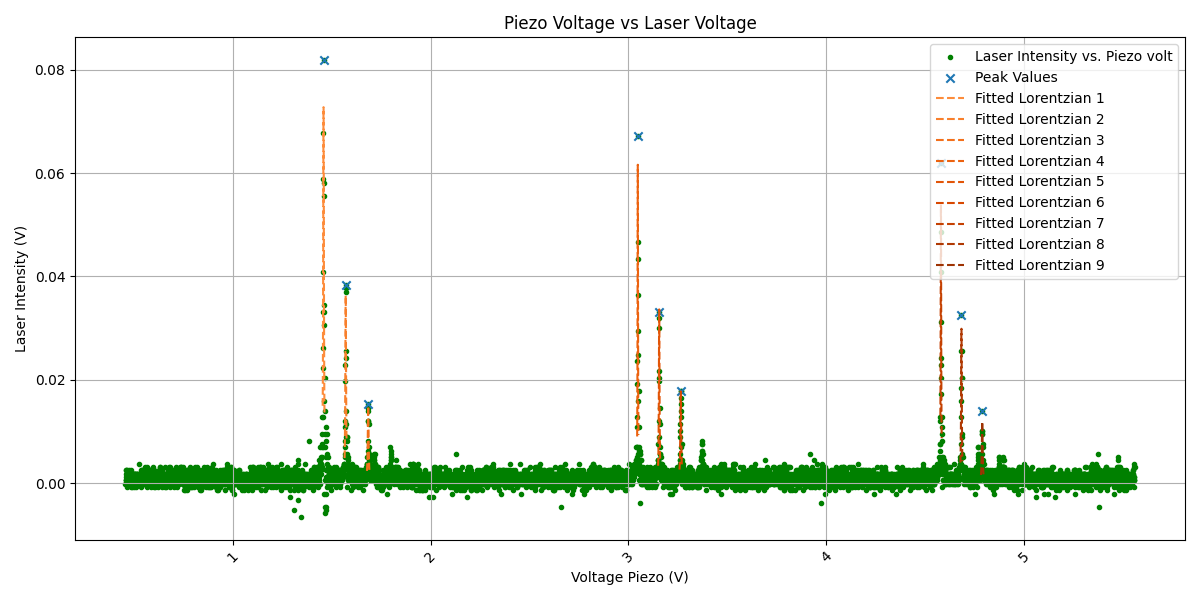 Piezo Voltage vs Laser Voltage
Laser Intensity (V)
0.08
0.06
0.04
0.02
0.00
Laser Intensity vs. Piezo volt
Peak Values
Fitted Lorentzian 1
Fitted Lorentzian 2
Fitted Lorentzian 3
Fitted Lorentzian 4
Fitted Lorentzian 5
Fitted Lorentzian 6
Fitted Lorentzian 7
Fitted Lorentzian 8
Fitted Lorentzian 9
1 2 3 4 5
Voltage Piezo (V)